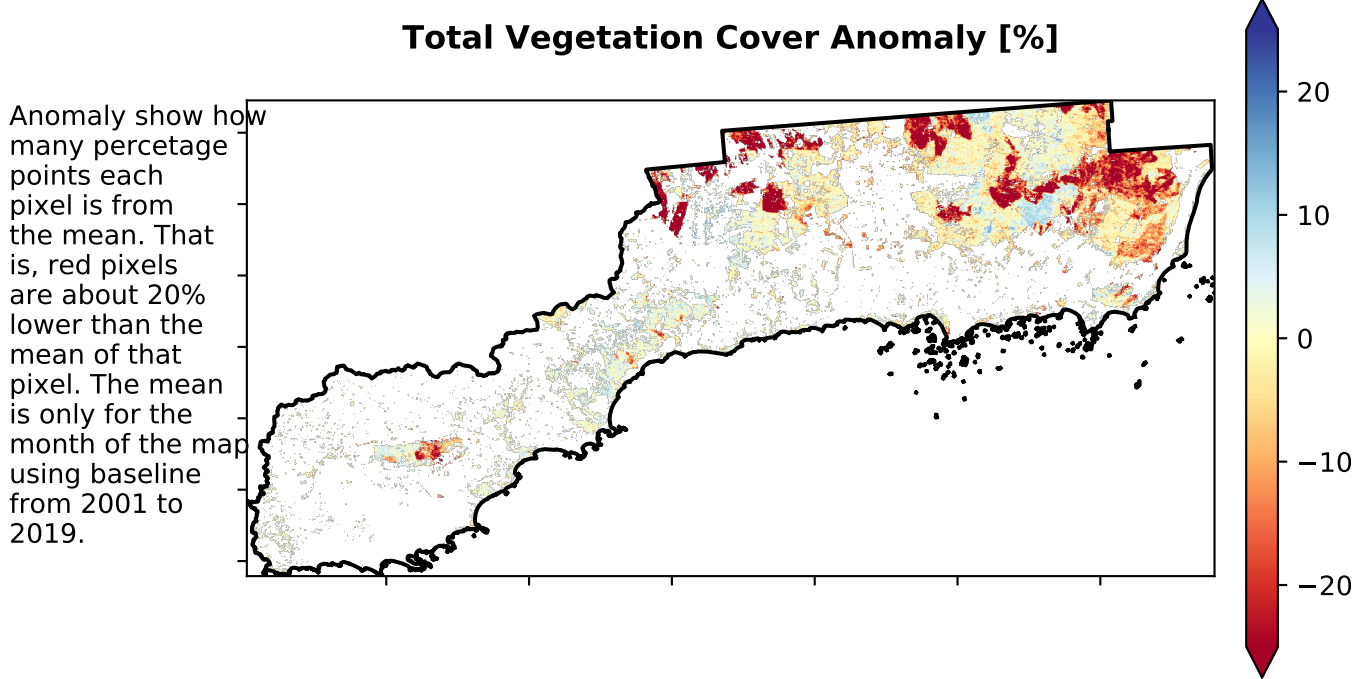 Total Vegetation Cover Anomaly [%]
Anomaly show how
many percetage
points each
pixel is from
the mean. That
is, red pixels
are about 20%
lower than the
mean of that
pixel. The mean
is only for the
month of the map
using baseline
from 2001 to
2019.
20
10
0
−10
−20